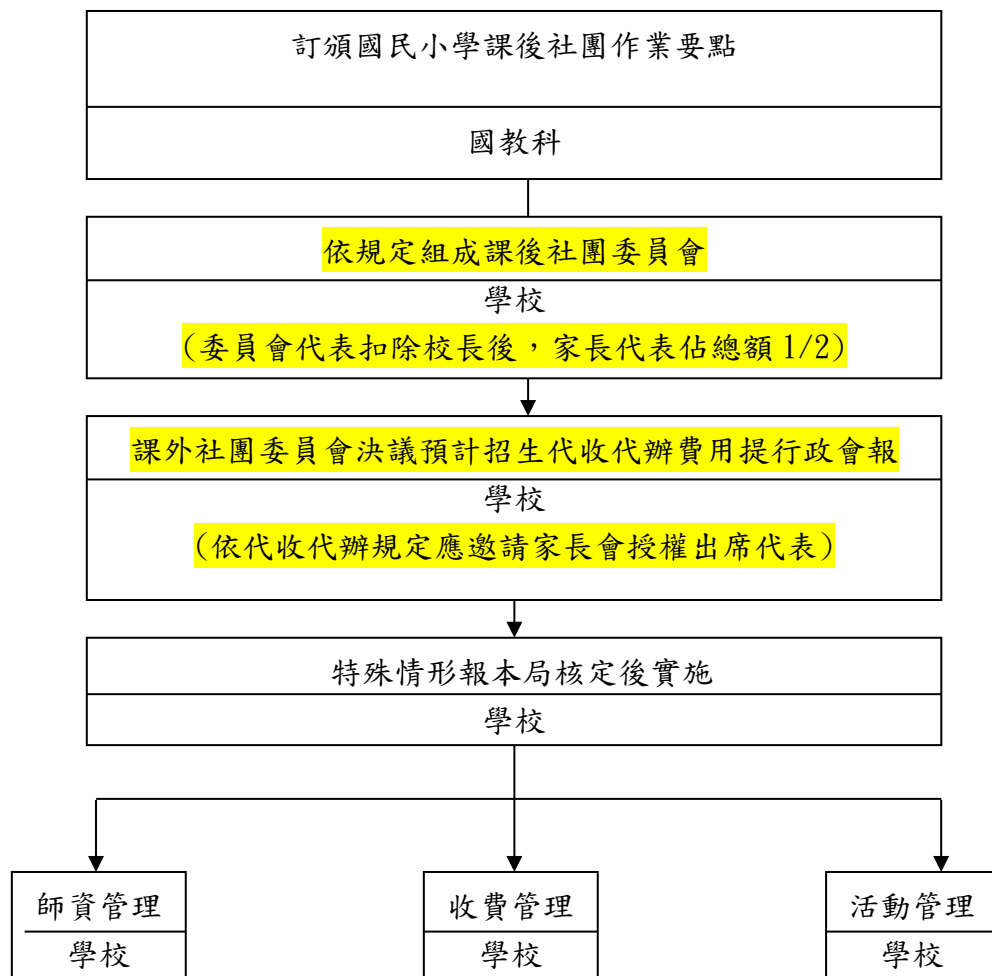 訂頒國民小學課後社團作業要點
國教科
依規定組成課後社團委員會
學校
(委員會代表扣除校長後，家長代表佔總額 1/2)
課外社團委員會決議預計招生代收代辦費用提行政會報
學校
(依代收代辦規定應邀請家長會授權出席代表)
特殊情形報本局核定後實施
學校
師資管理
學校
收費管理
學校
活動管理
學校